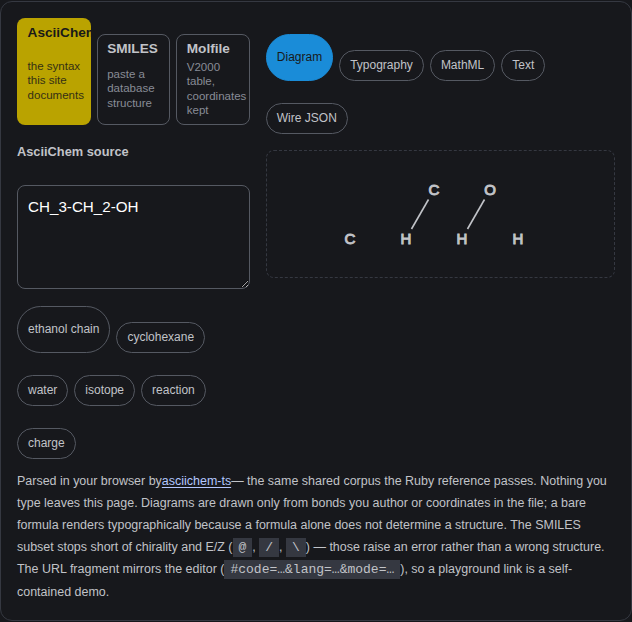 AsciiChem
the syntax
this site
documents
SMILES
paste a
database
structure
Molfile
V2000
table,
coordinates
kept
Diagram
Typography
MathML
Text
Wire JSON
AsciiChem source
CH_3-CH_2-OH
C O
C H H H
ethanol chain
cyclohexane
water
isotope
reaction
charge
Parsed in your browser byasciichem-ts— the same shared corpus the Ruby reference passes. Nothing you
type leaves this page. Diagrams are drawn only from bonds you author or coordinates in the file; a bare
formula renders typographically because a formula alone does not determine a structure. The SMILES
subset stops short of chirality and E/Z ( @ , / , \ ) — those raise an error rather than a wrong structure.
The URL fragment mirrors the editor ( #code=…&lang=…&mode=… ), so a playground link is a self-
contained demo.